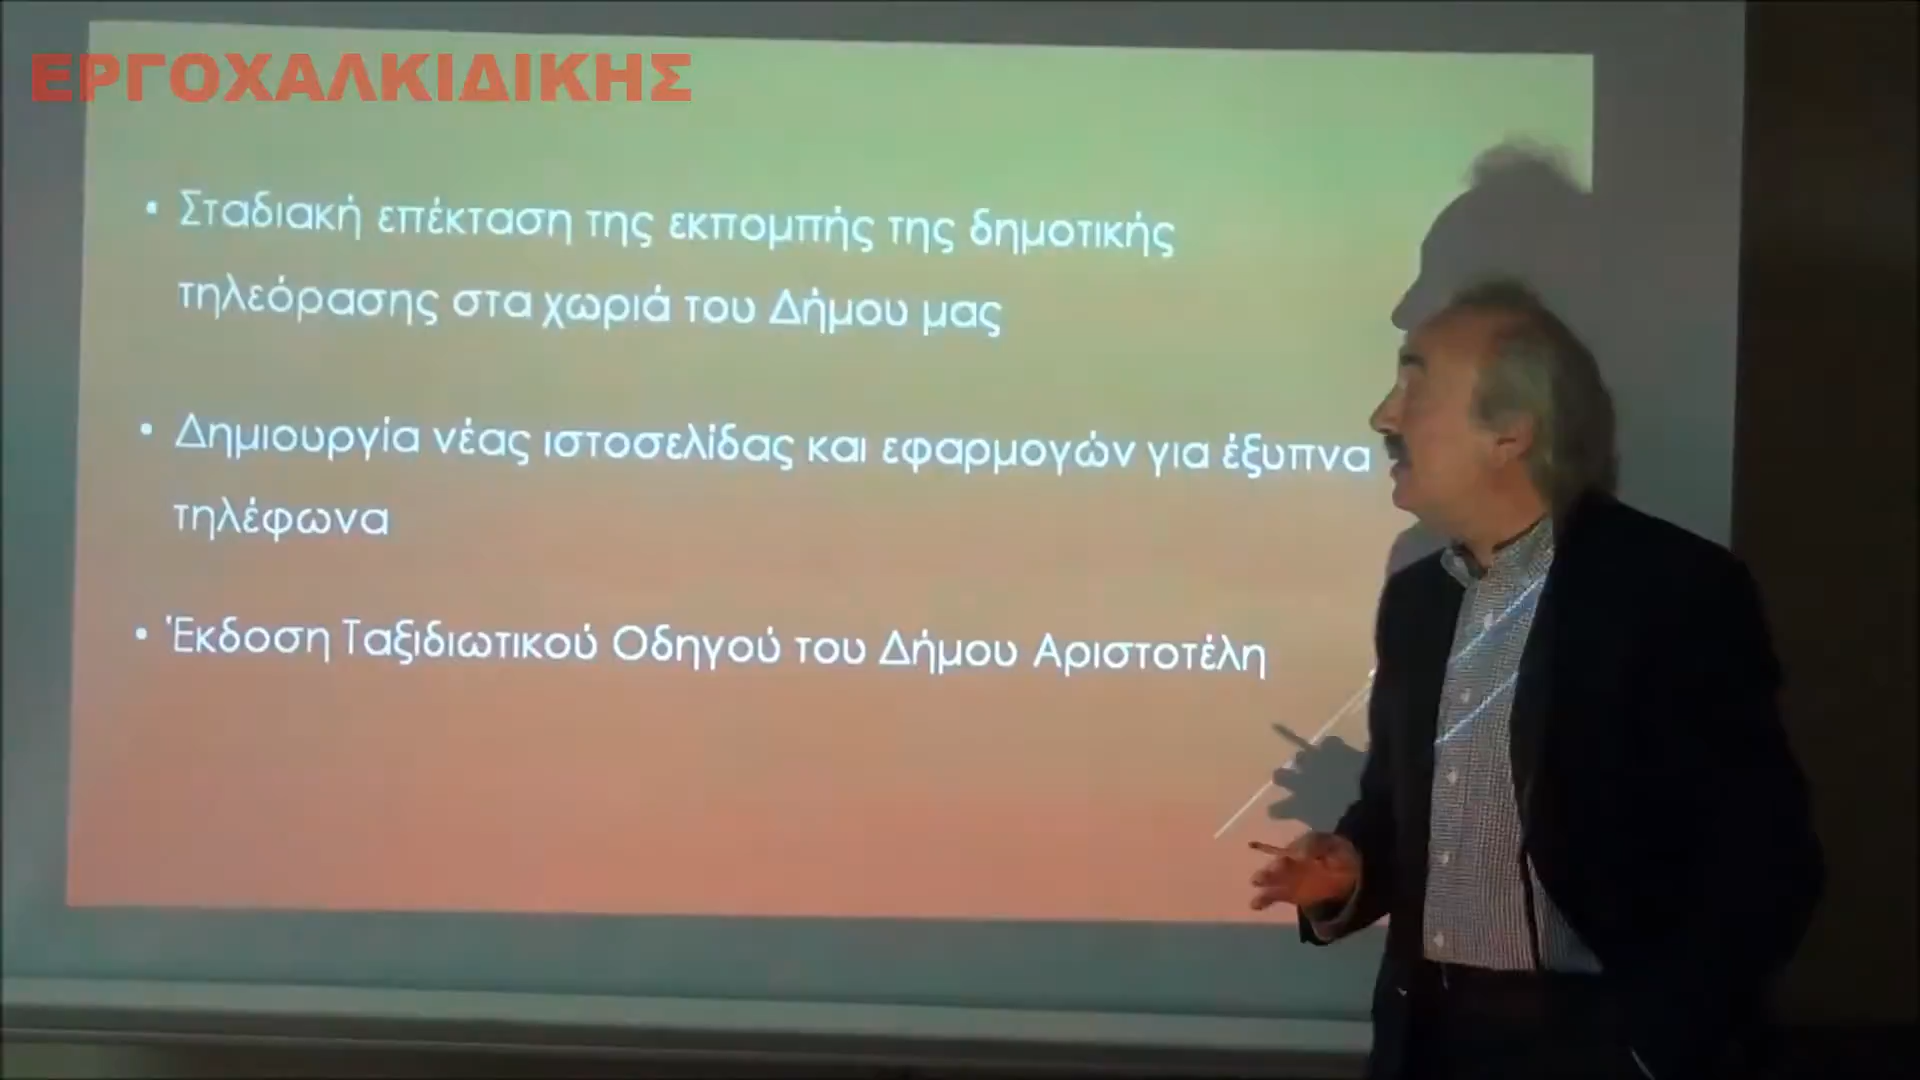 ΕΡΓΟΧΑΛΚΙΔΙΚΗΣ
• Σταδιακή επέκταση της εκπομπής της δημοτικής
τηλεόρασης στα χωριά του Δήμου μας
• Δημιουργία νέας ιστοσελίδας και εφαρμογών για έξυπνα
τηλέφωνα
• Έκδοση Ταξιδιωτικού Οδηγού του Δήμου Αριστοτέλη